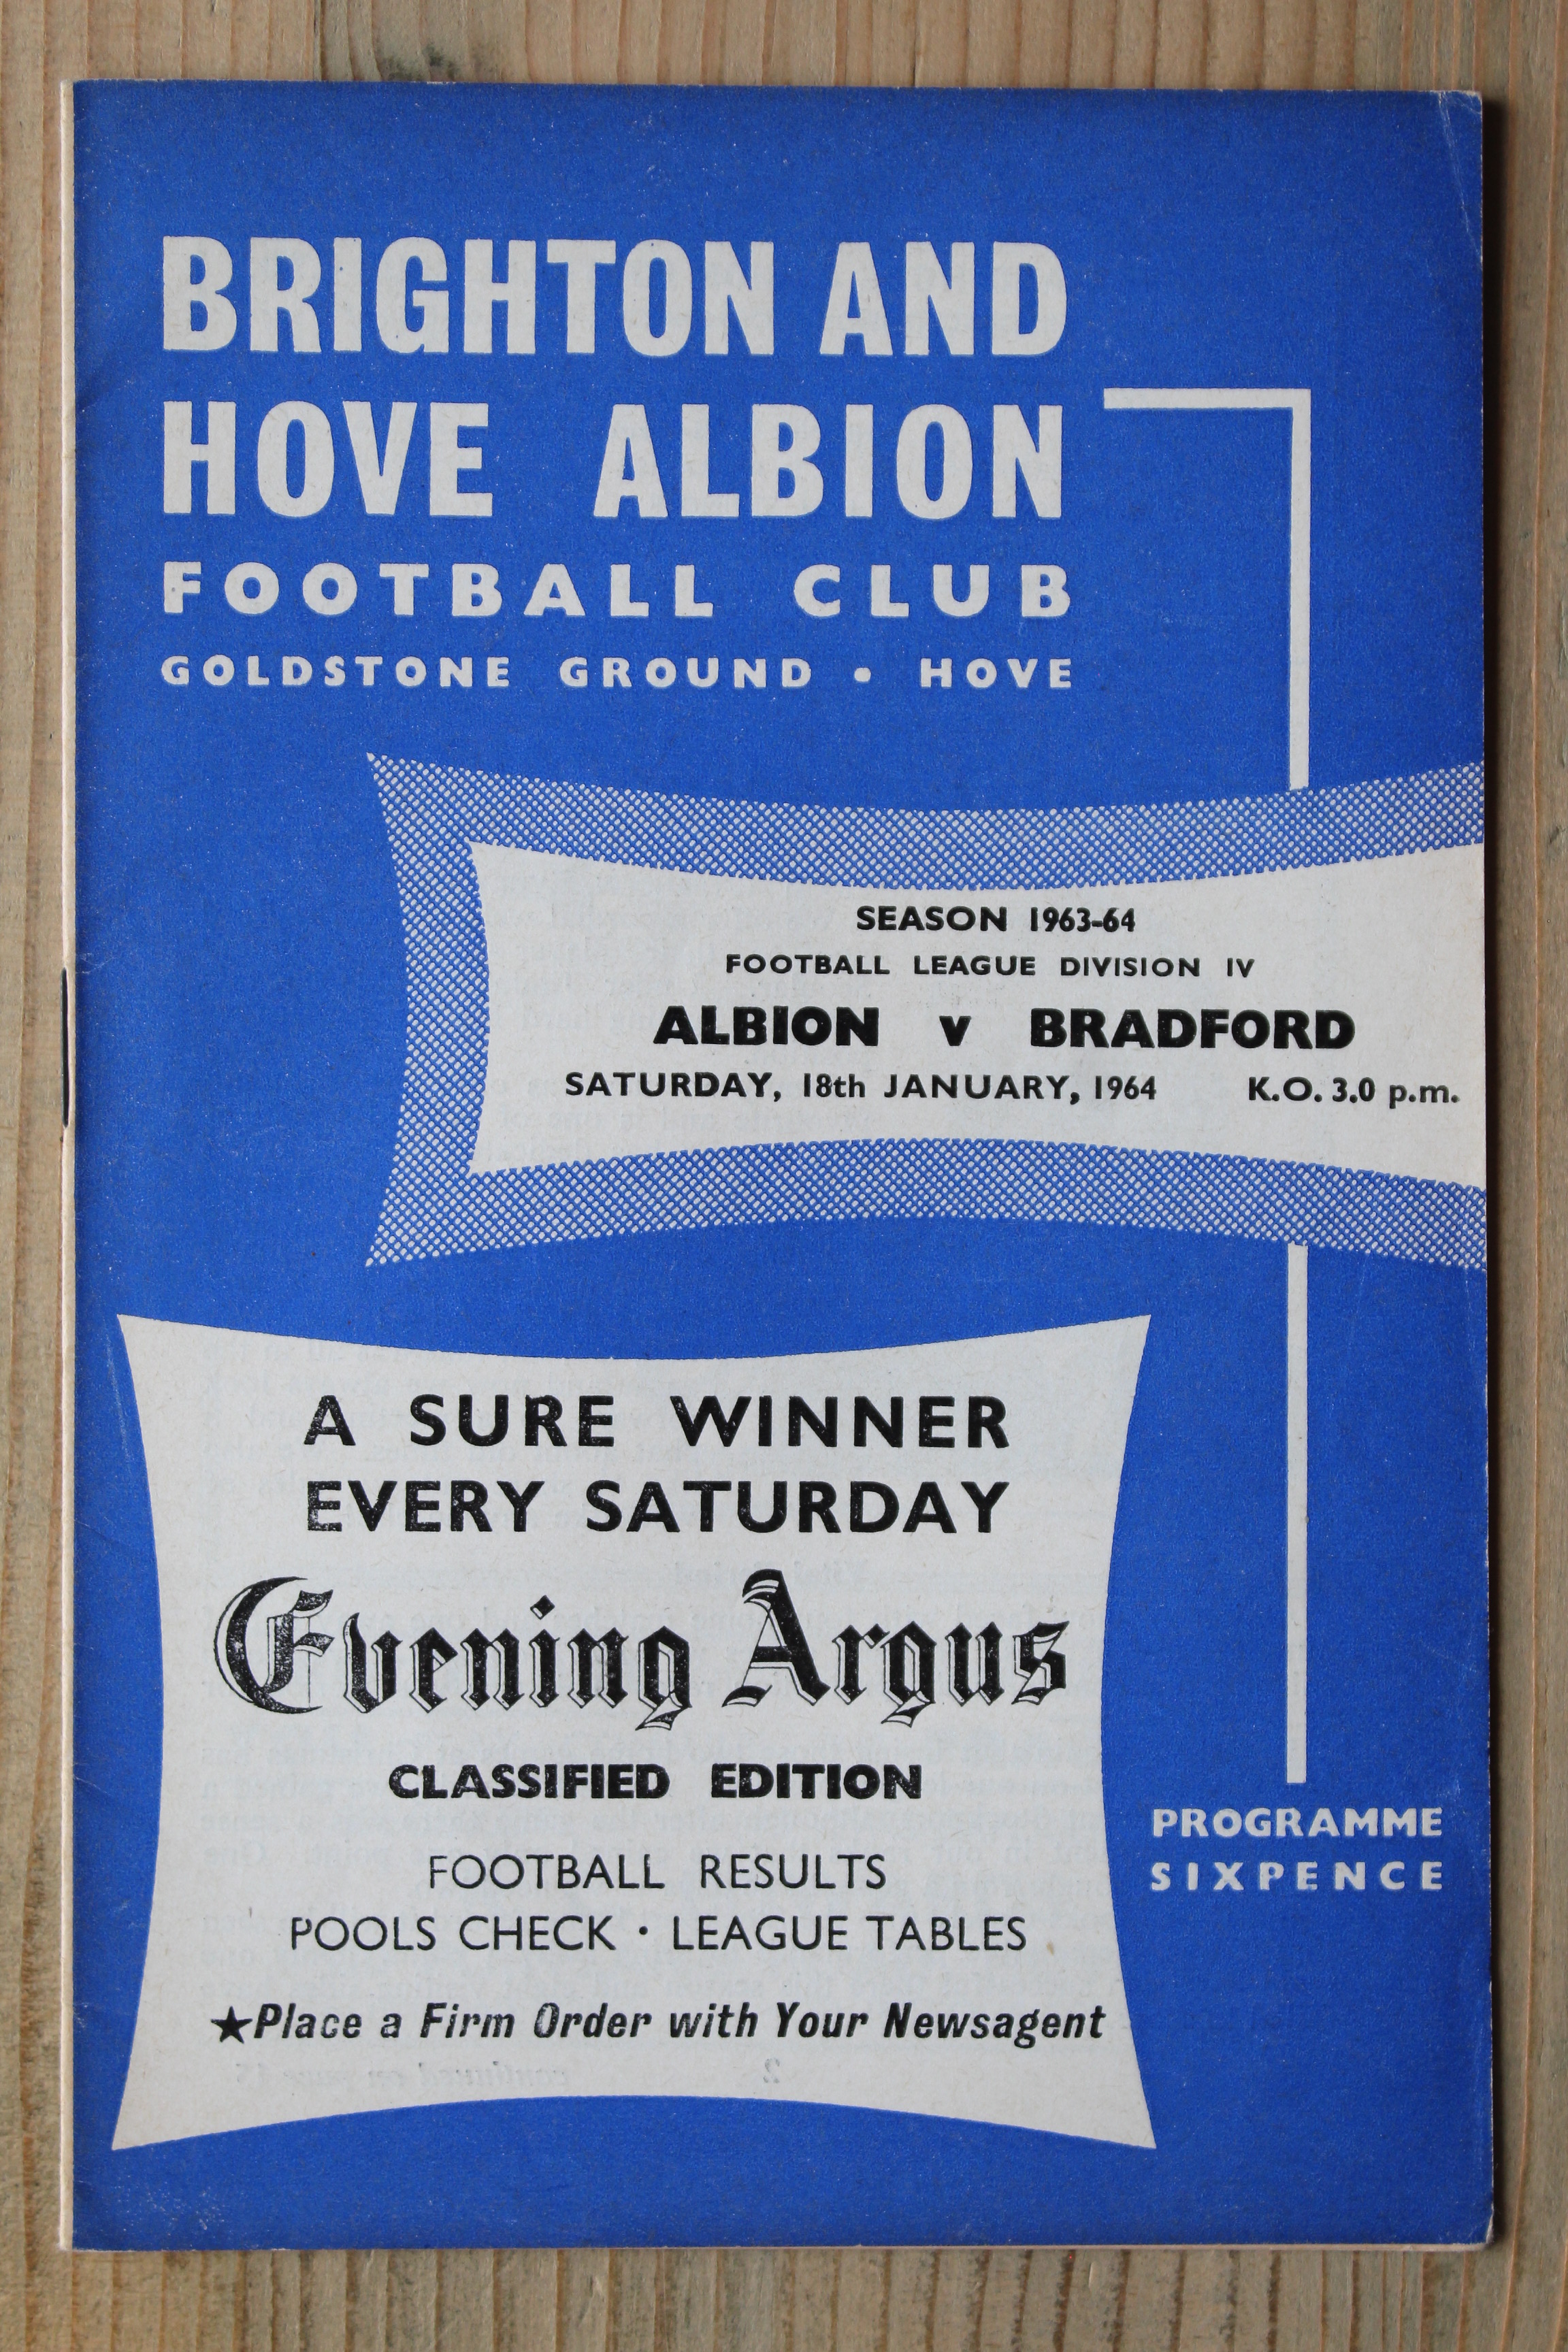 BRIGHTON AND
HOVE ALBION
FOOTBALL CLUB
GOLDSTONE GROUND • HOVE
SEASON 1963-64
FOOTBALL LEAGUE DIVISION IV
ALBION v BRADFORD
SATURDAY, 18th JANUARY, 1964 K.O. 3.0 p.m.
A SURE WINNER
EVERY SATURDAY
Evening Argus
CLASSIFIED EDITION
FOOTBALL RESULTS
POOLS CHECK • LEAGUE TABLES
★Place a Firm Order with Your Newsagent
PROGRAMME
SIXPENCE